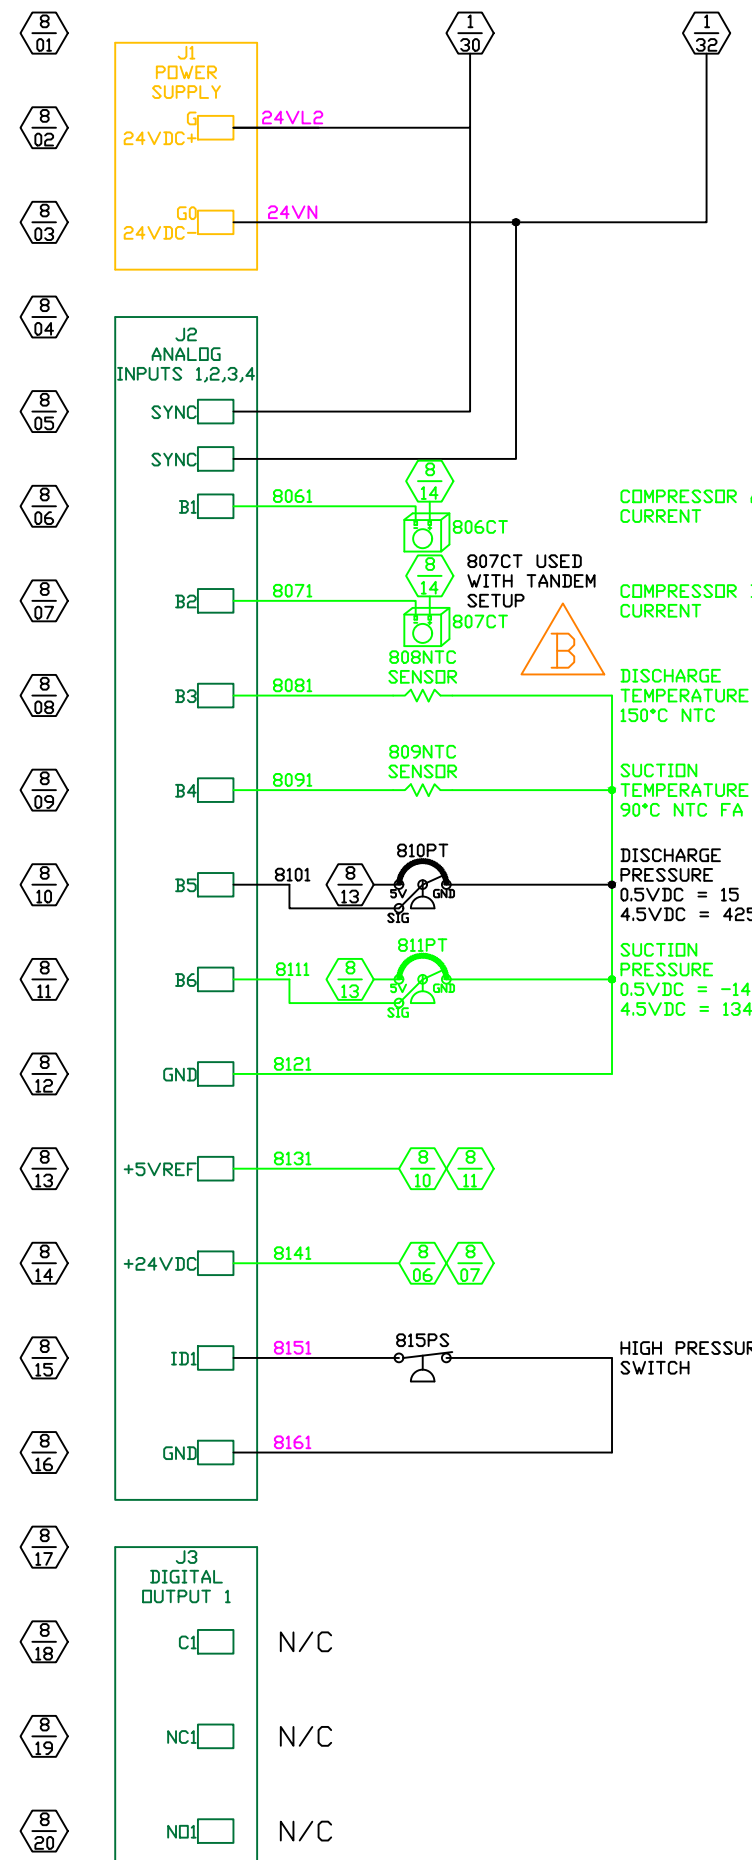 8
01
1
30
1
32
J1
POWER
SUPPLY
G
24VDC+
24VL2
8
02
G0
24VDC-
24VN
8
03
8
04
J2
ANALOG
INPUTS 1,2,3,4
SYNC
8
05
SYNC
8
14
8
06
B1
8061
806CT
COMPRESSOR
CURRENT
8
14
807CT USED
WITH TANDEM
SETUP
8
07
B2
8071
807CT
COMPRESSOR
CURRENT
B
808NTC
SENSOR
8
08
B3
8081
DISCHARGE
TEMPERATURE
150°C NTC
809NTC
SENSOR
8
09
B4
8091
SUCTION
TEMPERATURE
90°C NTC FA
810PT
8
10
B5
8101
8
13
5V
GND
SIG
DISCHARGE
PRESSURE
0.5VDC = 15
4.5VDC = 425
811PT
8
11
B6
8111
8
13
5V
GND
SIG
SUCTION
PRESSURE
0.5VDC = -14
4.5VDC = 134
8
12
GND
8121
8
13
+5VREF
8131
8
10
8
11
8
14
+24VDC
8141
8
06
8
07
8
15
ID1
8151
815PS
HIGH PRESSUR
SWITCH
8
16
GND
8161
8
17
J3
DIGITAL
OUTPUT 1
8
18
C1
N/C
8
19
NC1
N/C
8
20
NO1
N/C